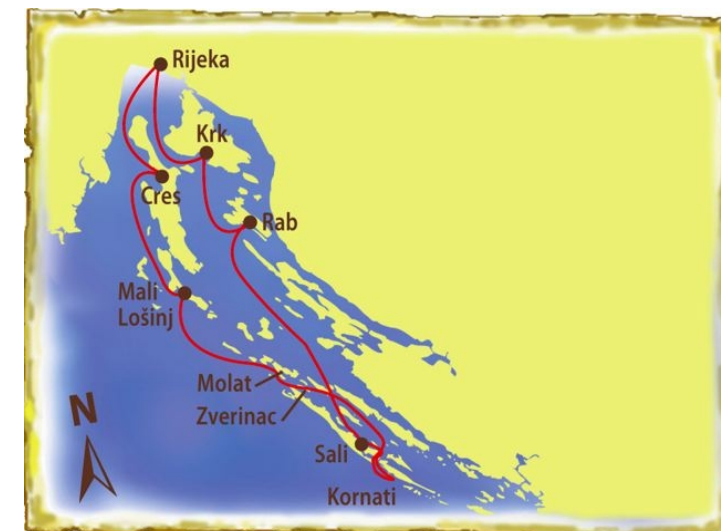 Rijeka
Krk
Cres
Rab
Mali
Lošinj
Molat
Zverinac
N
Sali
Kornati